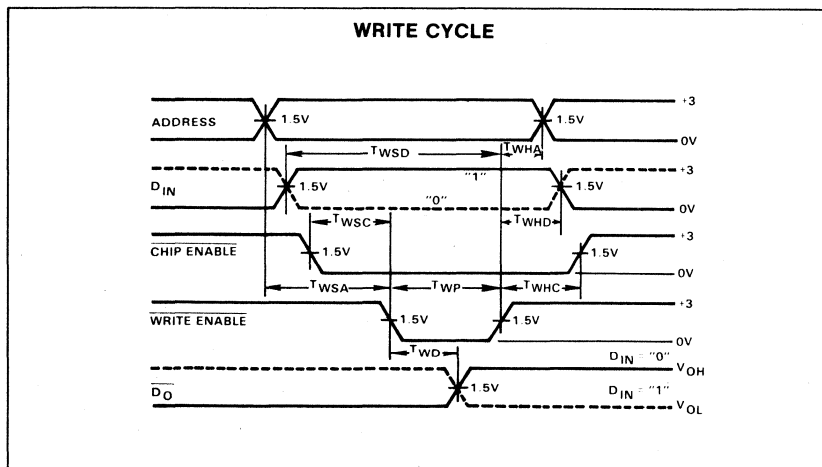 WRITE CYCLE
+3
ADDRESS
1.5V
1.5V
0V
TWSD
TWHA
+3
"1"
DIN
1.5V
1.5V
"0"
0V
TWSC
TWHD
+3
CHIP ENABLE
1.5V
1.5V
0V
TWSA
TWP
TWHC
+3
WRITE ENABLE
1.5V
1.5V
0V
TWD
DIN = "0"
VOH
DO
1.5V
DIN = "1"
VOL